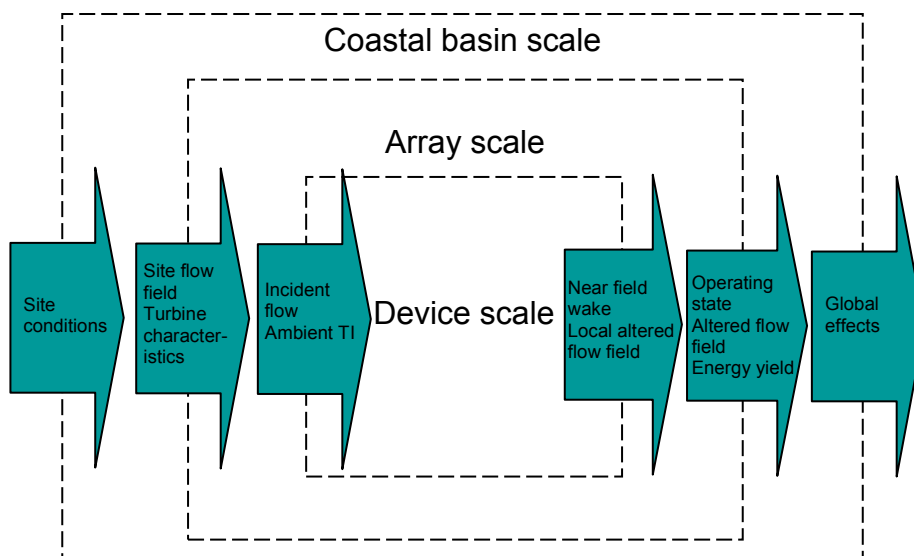 Coastal basin scale
Array scale
Site
conditions
Site flow
field
Turbine
character-
istics
Incident
flow
Ambient TI
Device scale
Near field
wake
Local altered
flow field
Operating
state
Altered flow
field
Energy yield
Global
effects